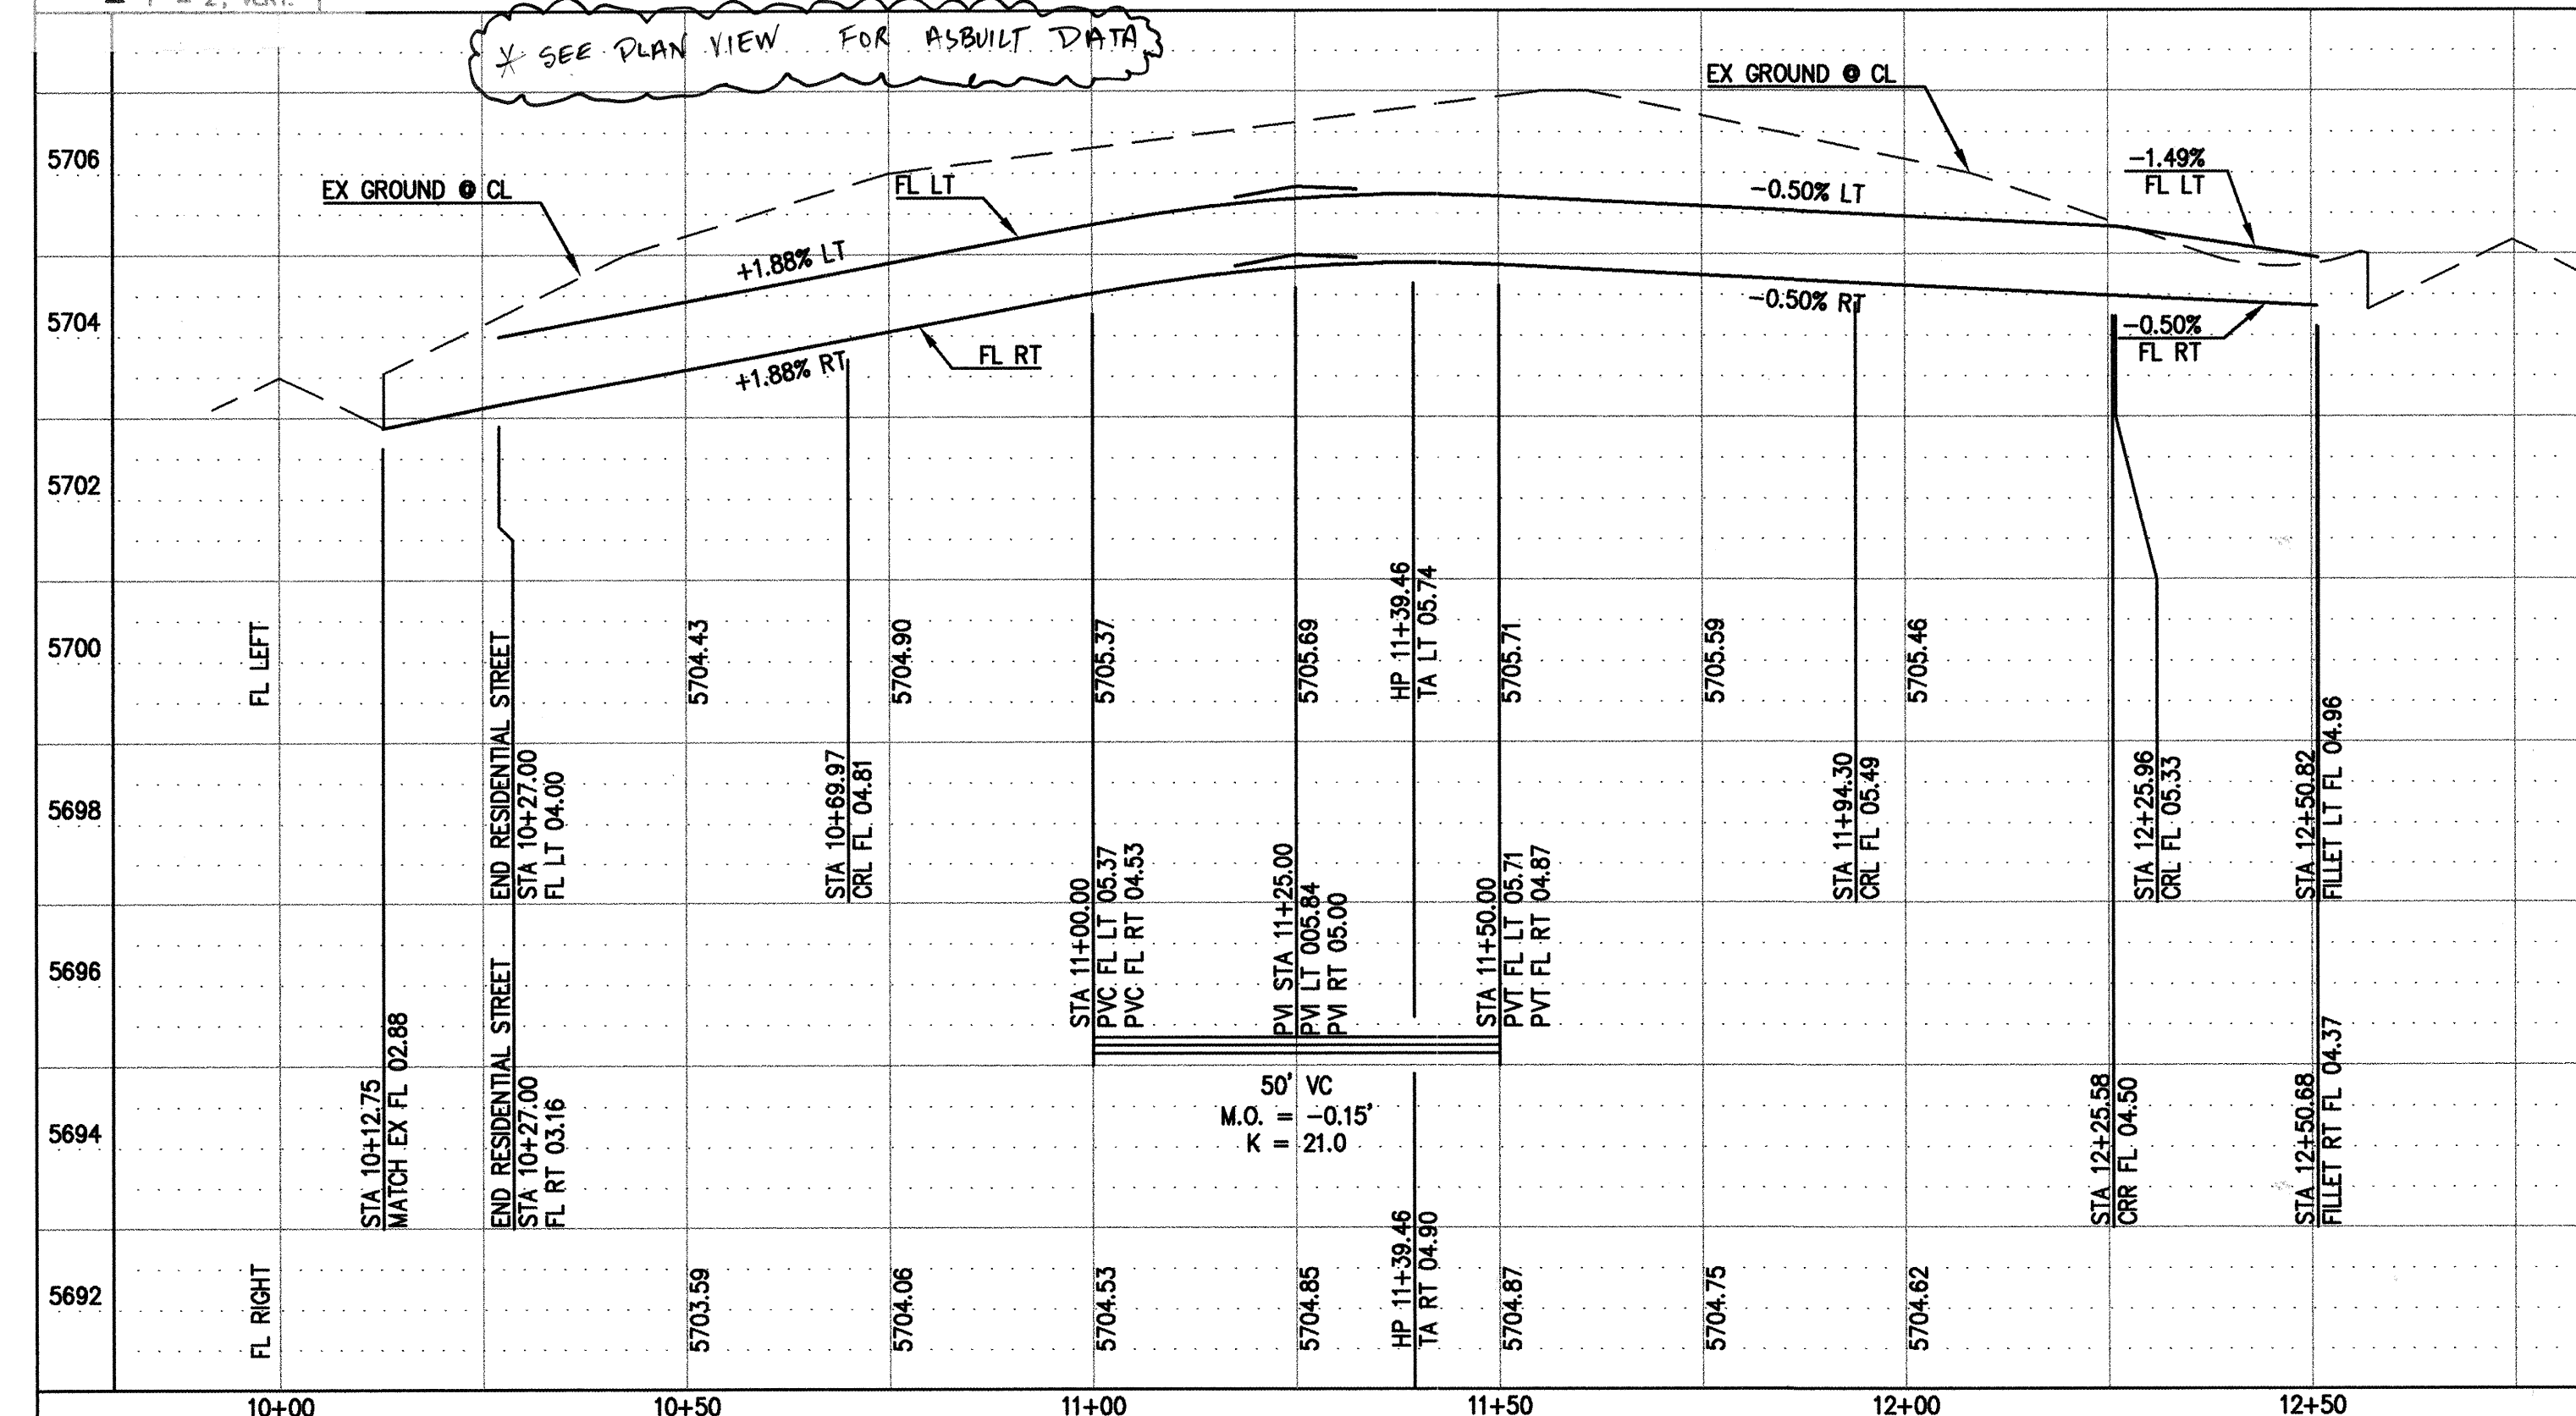 * SEE PLAN VIEW FOR ASBUILT DATA
EX GROUND @ CL
5706
EX GROUND @ CL
FL LT
-0.50% LT
-1.49%
FL LT
+1.88% LT
5704
-0.50% RT
-0.50%
FL RT
FL RT
+1.88% RT
5702
5700
5698
5696
5694
5692
FL LEFT
5704.43
5704.90
5705.37
5705.69
HP 11+39.46
TA LT 05.74
5705.71
5705.59
5705.46
END RESIDENTIAL STREET
STA 10+27.00
FL LT 04.00
STA 10+69.97
CRL FL 04.81
STA 11+94.30
CRL FL 05.49
STA 12+25.96
CRL FL 05.33
STA 12+50.82
FILLET LT FL 04.96
STA 11+00.00
PVC FL LT 05.37
PVC FL RT 04.53
PVI STA 11+25.00
PVI LT 005.84
PVI RT 05.00
STA 11+50.00
PVT FL LT 05.71
PVT FL RT 04.87
50' VC
M.O. = -0.15'
K = 21.0
STA 10+12.75
MATCH EX FL 02.88
END RESIDENTIAL STREET
STA 10+27.00
FL RT 03.16
STA 12+25.58
CRR FL 04.50
STA 12+50.68
FILLET RT FL 04.37
FL RIGHT
5703.59
5704.06
5704.53
5704.85
HP 11+39.46
TA RT 04.90
5704.87
5704.75
5704.62
10+00
10+50
11+00
11+50
12+00
12+50